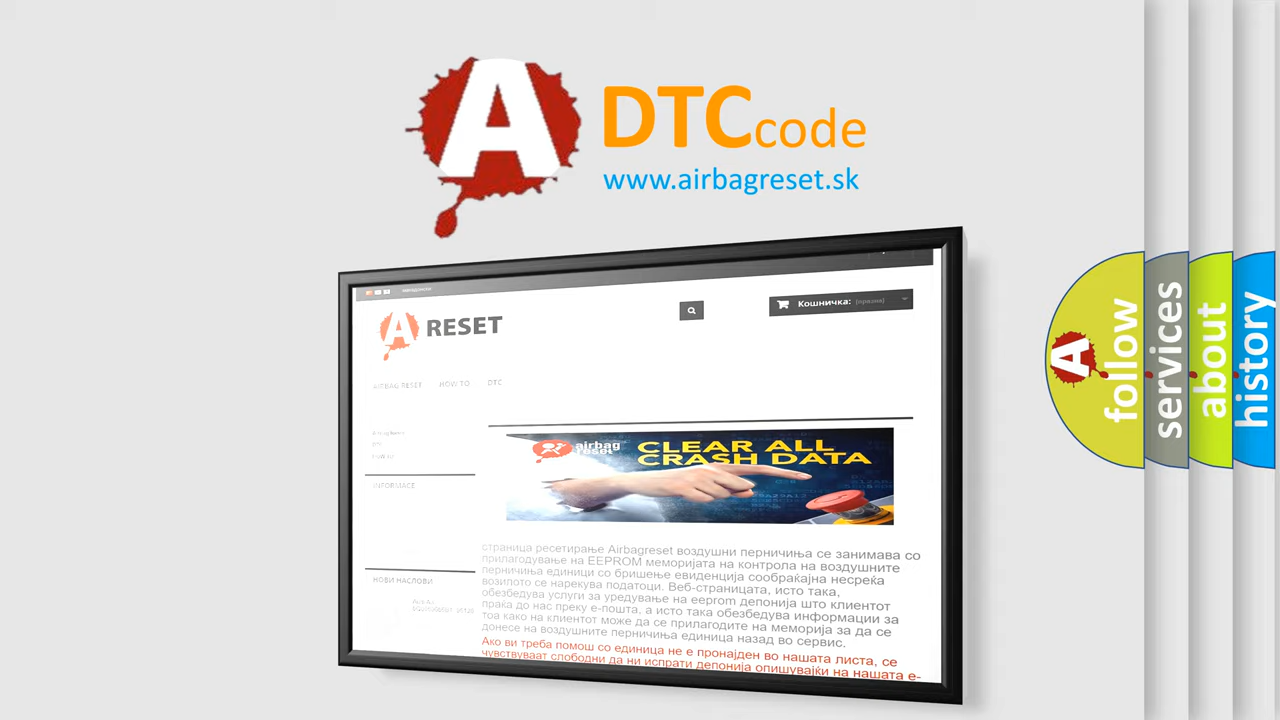 A
DTC code
www.airbagreset.sk
Кошничка: (празна)
A RESET
AIRBAG RESET HOW TO DTC
INFORMACE
airbag
reset
CLEAR ALL
CRASH DATA
страница ресетирање Airbagreset воздушни перничиња се занимава со
прилагодување на EEPROM меморијата на контрола на воздушните
перничиња единици со бришење евиденција сообраќајна несреќа
возилото се нарекува податоци. Веб-страницата, исто така,
обезбедува услуги за уредување на eeprom депонија што клиентот
праќа до нас преку е-пошта, а исто така обезбедува информации за
тоа како на клиентот може да се прилагодите на меморија за да се
донесе на воздушните перничиња единица назад во сервис.
Ако ви треба помош со единица не е пронајден во нашата листа, се
чувствуваат слободни да ни испрати депонија опишувајќи на нашата е-
НОВИ НАСЛОВИ
A
follow
services
about
history